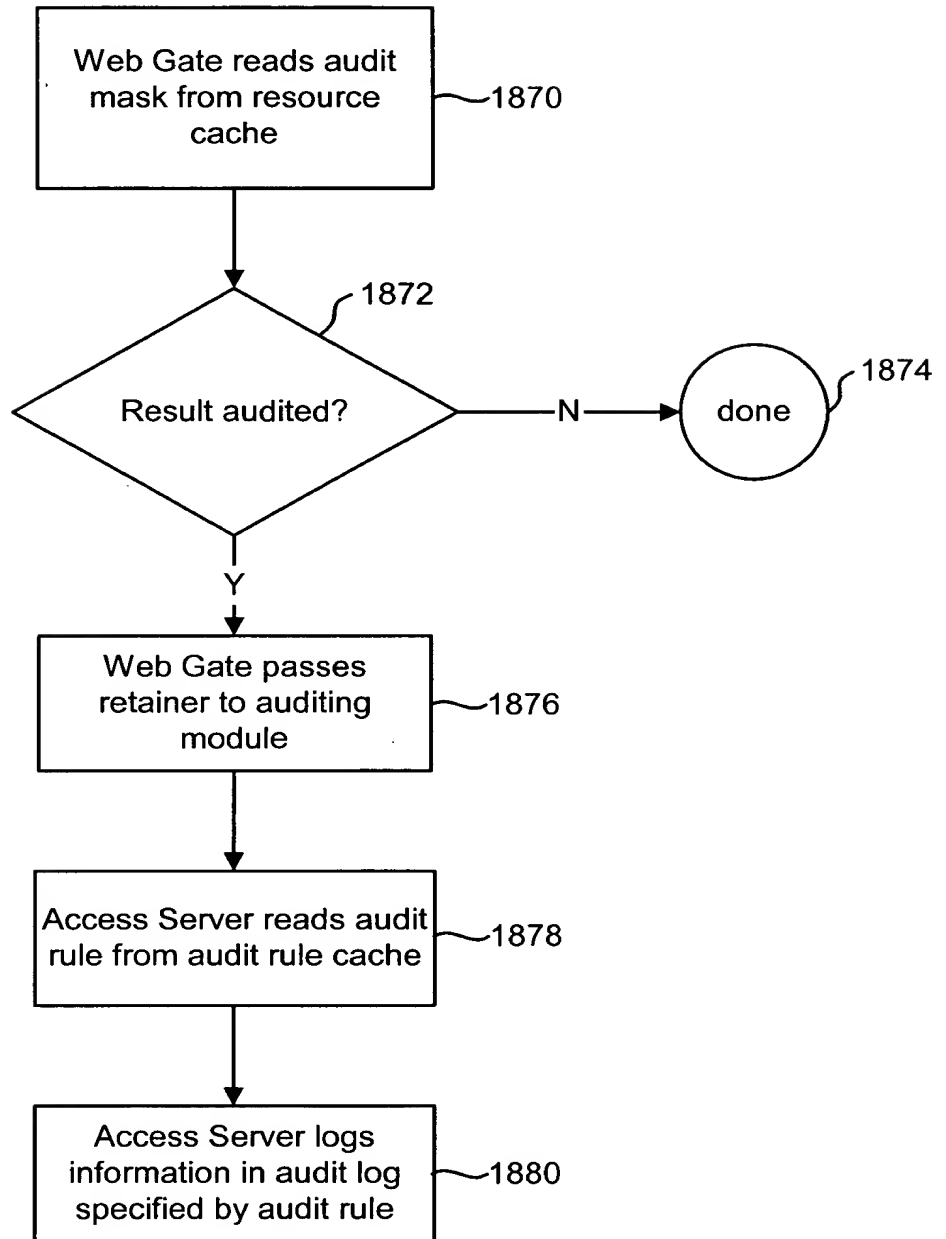 Web Gate reads audit
mask from resource
cache
1870
1872
Result audited?
N
done
1874
Y
Web Gate passes
retainer to auditing
module
1876
Access Server reads audit
rule from audit rule cache
1878
Access Server logs
information in audit log
specified by audit rule
1880